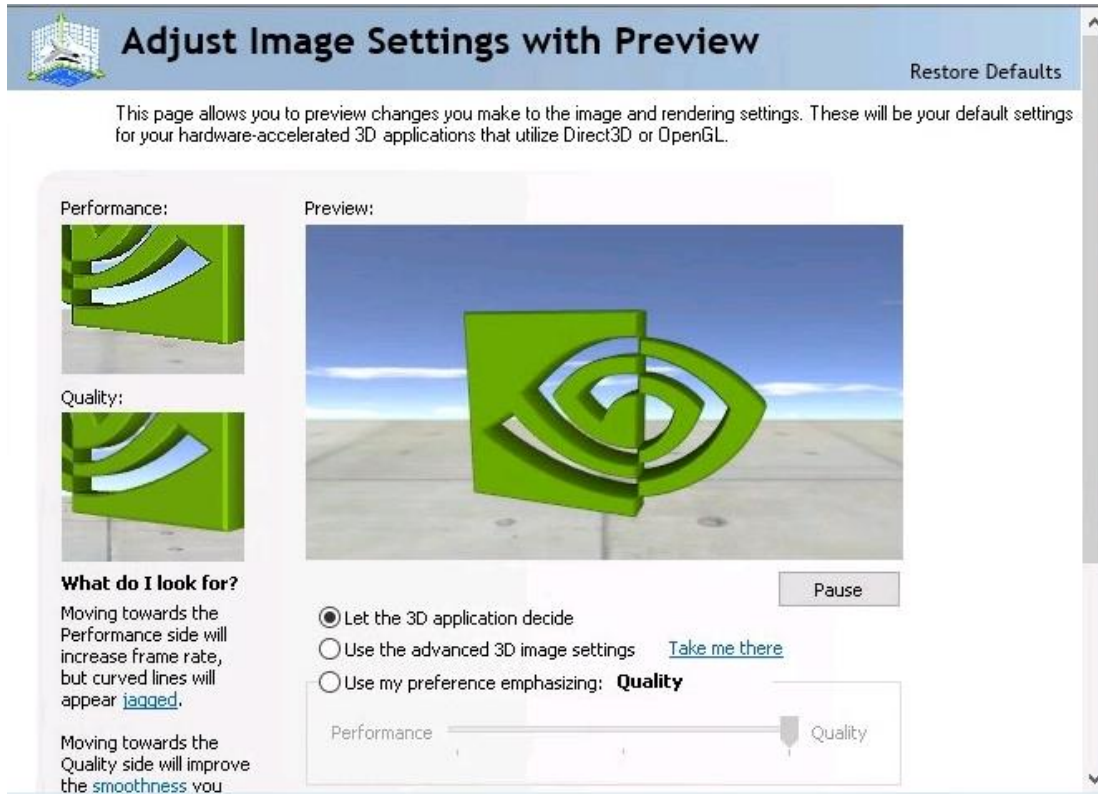 Adjust Image Settings with Preview
Restore Defaults
This page allows you to preview changes you make to the image and rendering settings. These will be your default settings
for your hardware-accelerated 3D applications that utilize Direct3D or OpenGL.
Performance:
Quality:
What do I look for?
Moving towards the
Performance side will
increase frame rate,
but curved lines will
appear jagged.
Moving towards the
Quality side will improve
the smoothness you
Preview:
Pause
Let the 3D application decide
Use the advanced 3D image settings Take me there
Use my preference emphasizing: Quality
Performance Quality